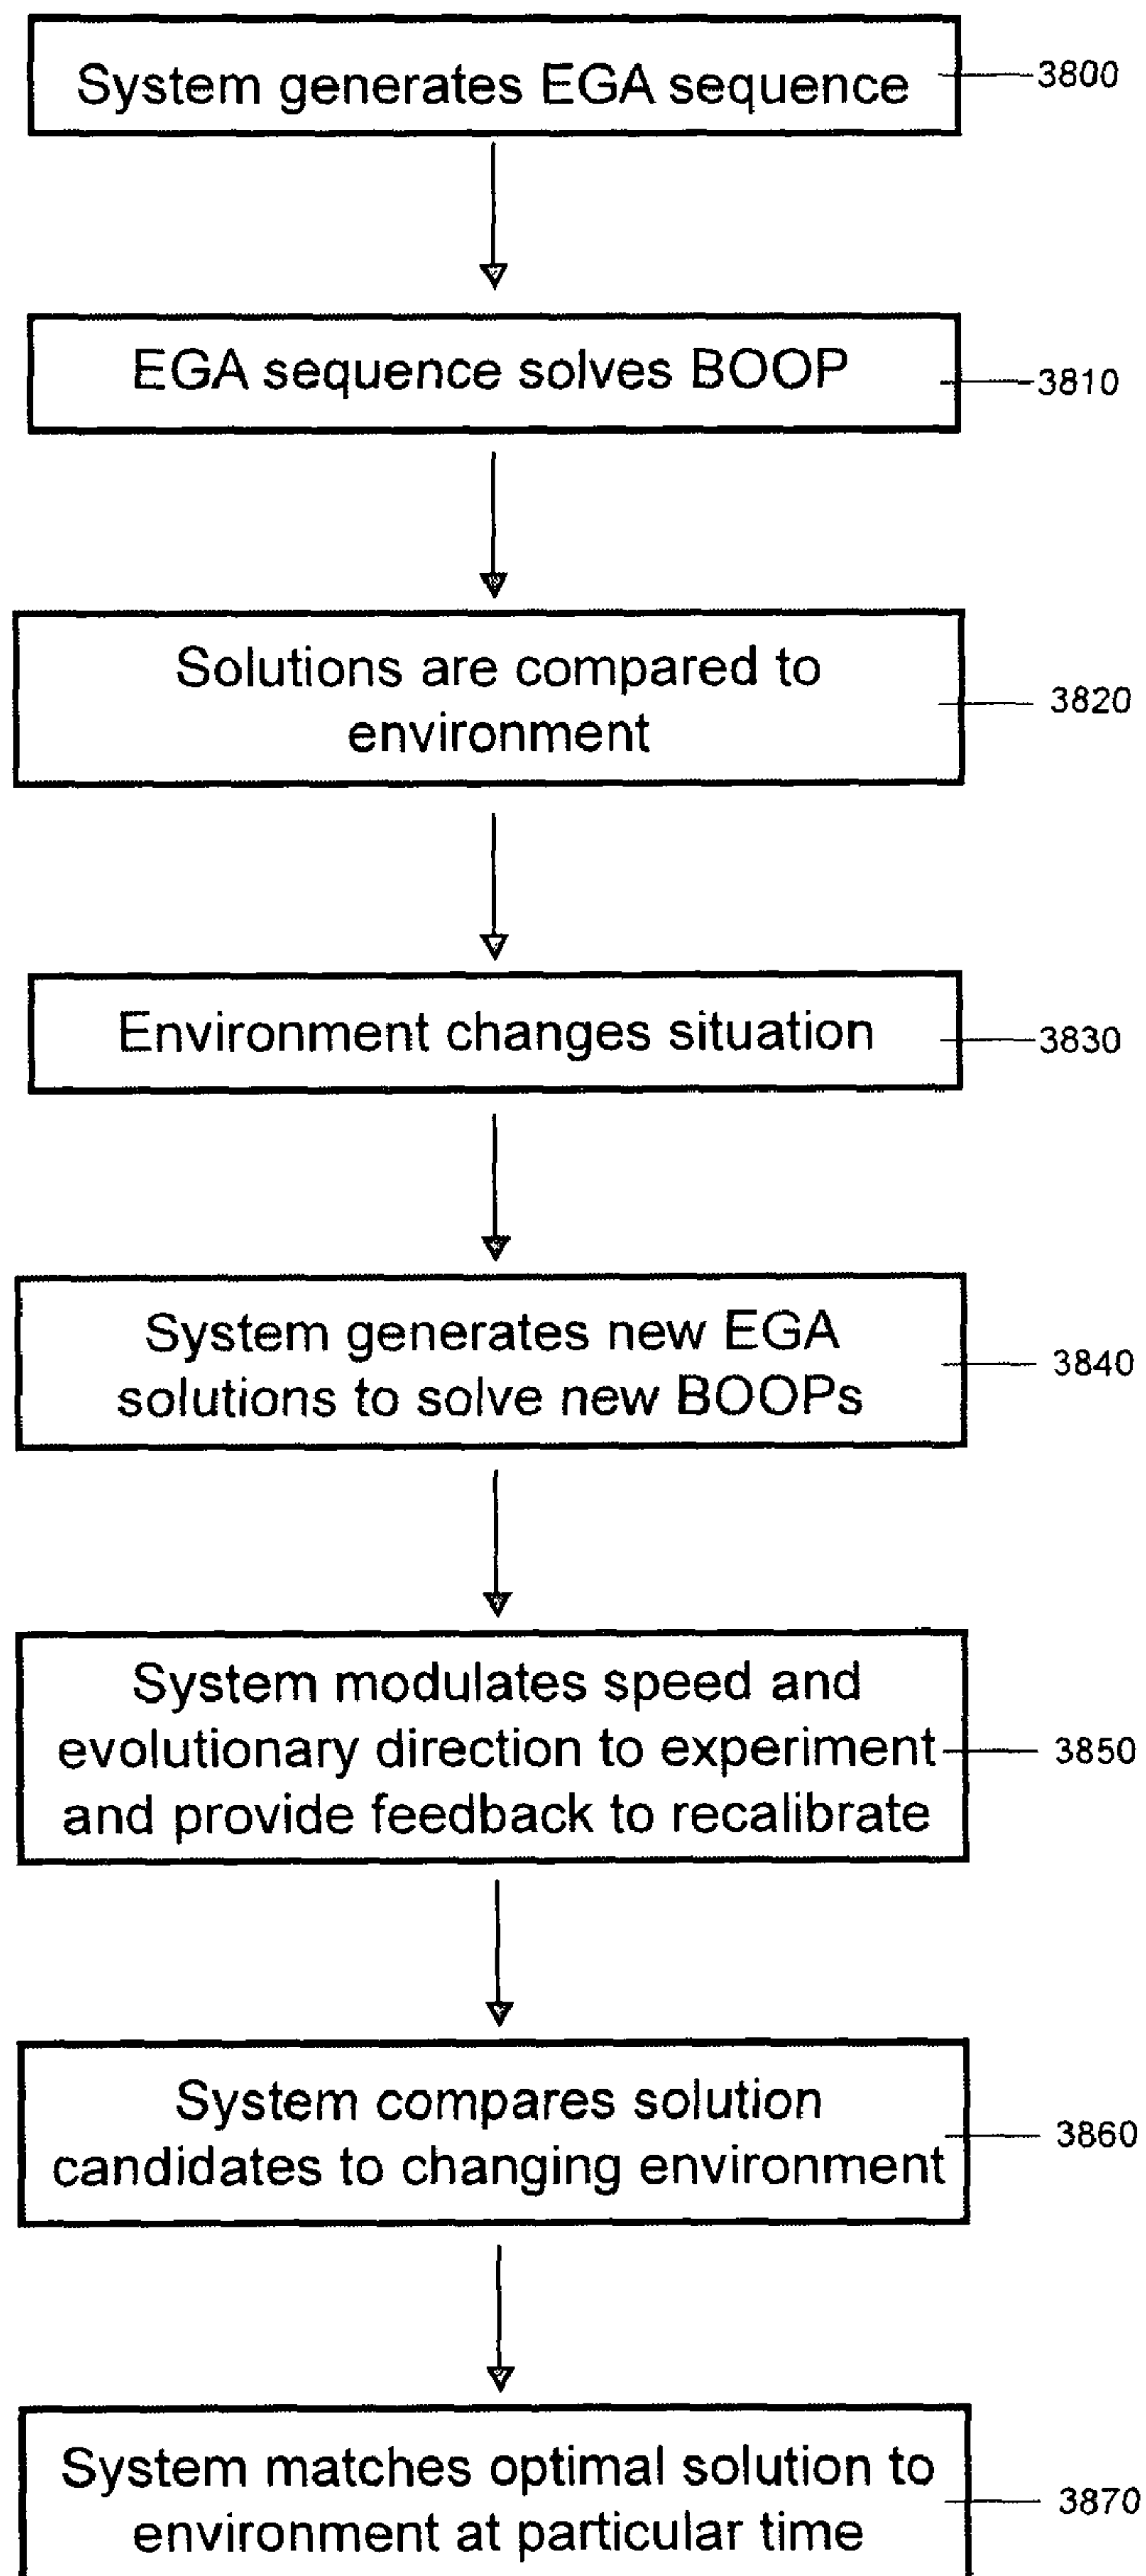 System generates EGA sequence
3800
EGA sequence solves BOOP
3810
Solutions are compared to
environment
3820
Environment changes situation
3830
System generates new EGA
solutions to solve new BOOPs
3840
System modulates speed and
evolutionary direction to experiment
and provide feedback to recalibrate
3850
System compares solution
candidates to changing environment
3860
System matches optimal solution to
environment at particular time
3870